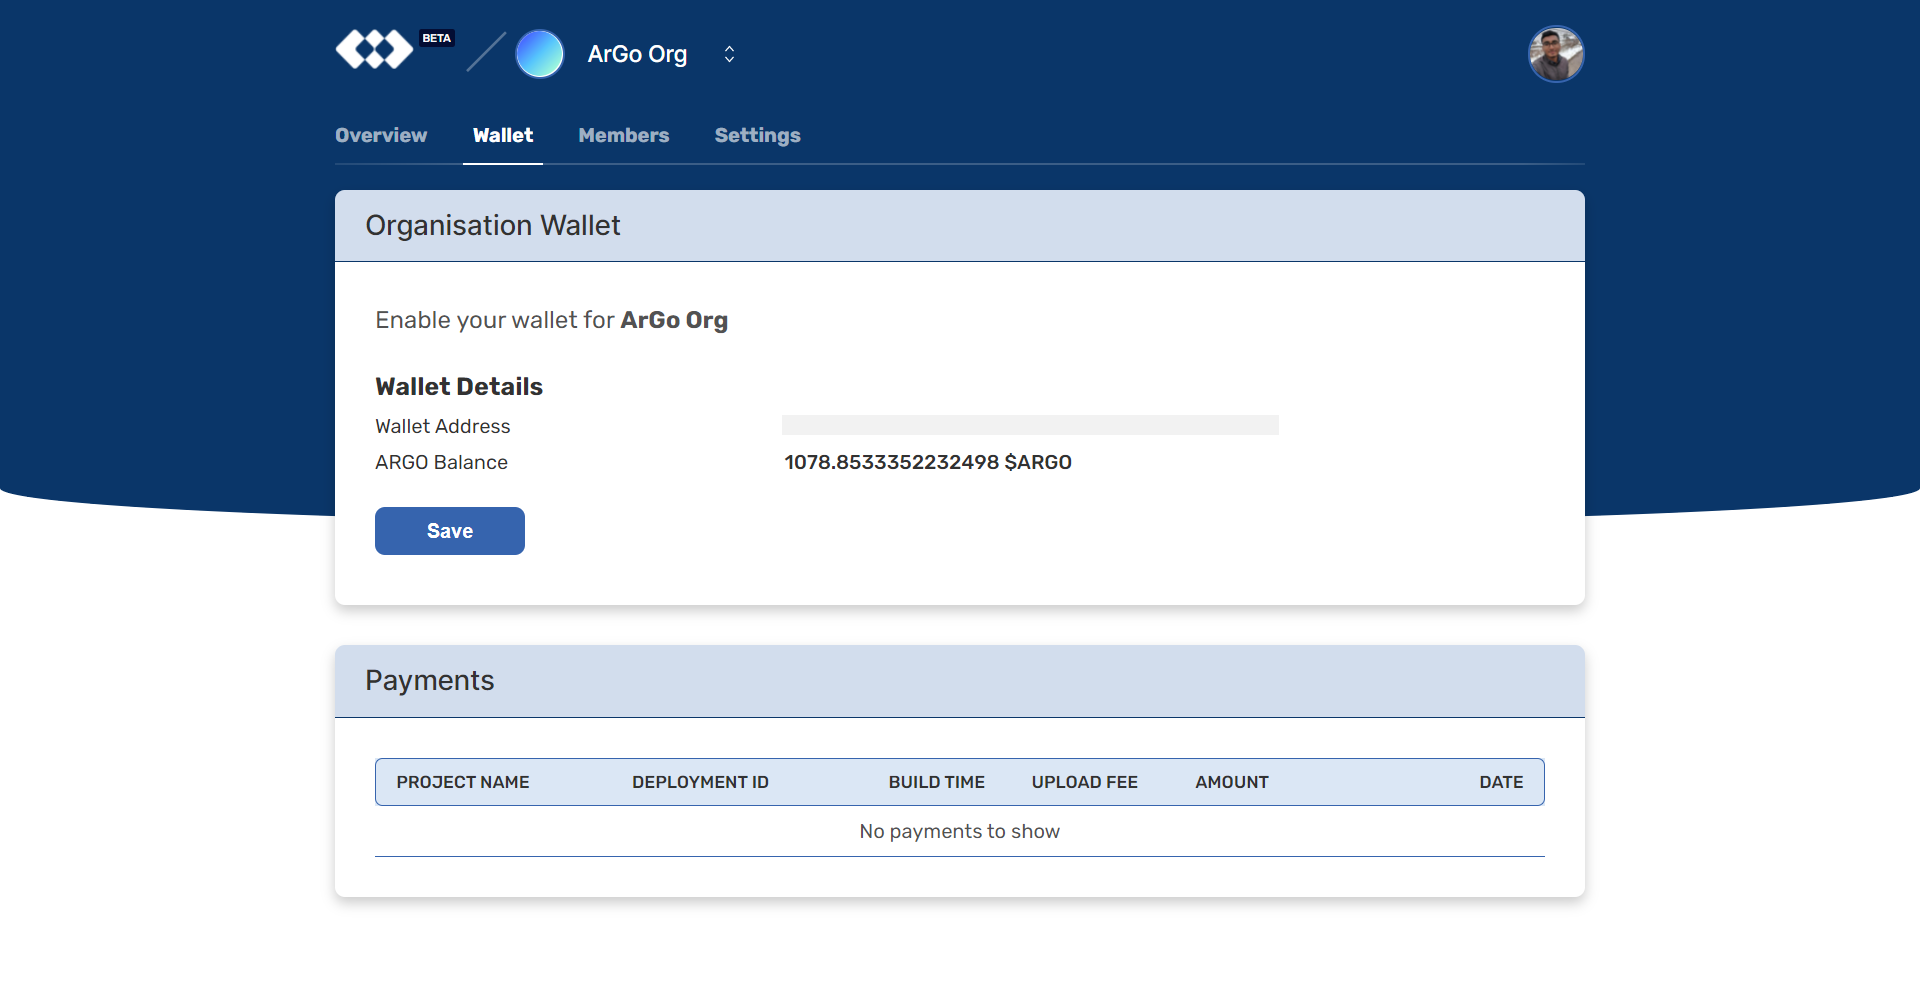 BETA
ArGo Org
Overview Wallet Members Settings
Organisation Wallet
Enable your wallet for ArGo Org
Wallet Details
Wallet Address
ARGO Balance 1078.8533352232498 $ARGO
Save
Payments
PROJECT NAME DEPLOYMENT ID BUILD TIME UPLOAD FEE AMOUNT DATE
No payments to show